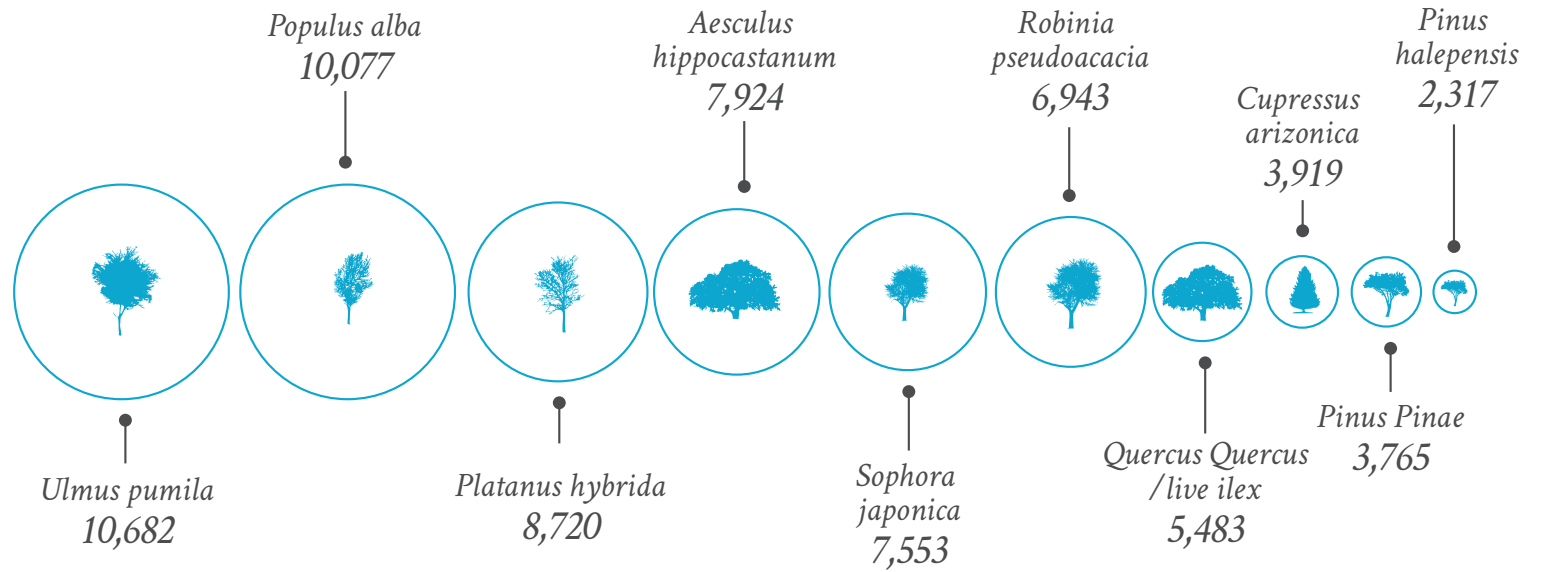 Populus alba
10,077
Aesculus
hippocastanum
7,924
Robinia
pseudoacacia
6,943
Cupressus
arizonica
3,919
Pinus
halepensis
2,317
Ulmus pumila
10,682
Platanus hybrida
8,720
Sophora
japonica
7,553
Quercus Quercus
/live ilex
5,483
Pinus Pinae
3,765